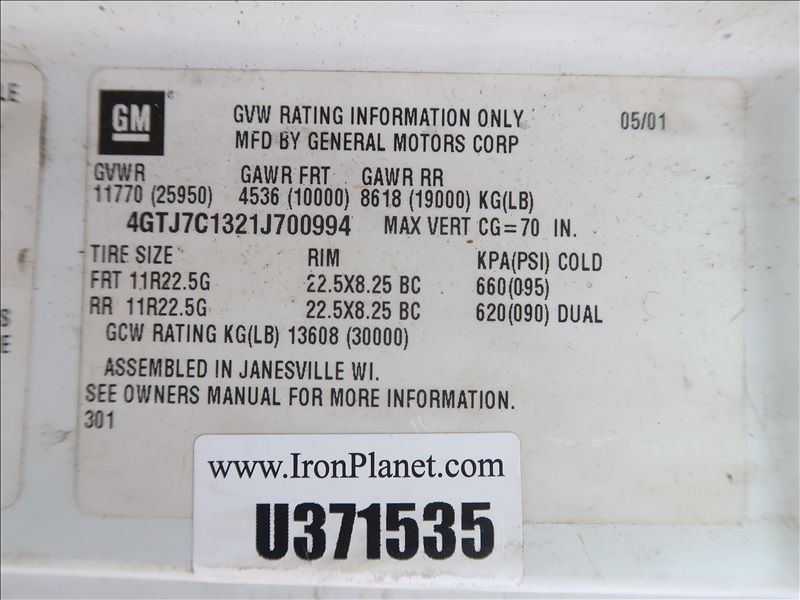 LE
GM
GVW RATING INFORMATION ONLY 05/01
MFD BY GENERAL MOTORS CORP
GVWR GAWR FRT GAWR RR
11770 (25950) 4536 (10000) 8618 (19000) KG(LB)
4GTJ7C1321J700994 MAX VERT CG=70 IN.
TIRE SIZE RIM KPA(PSI) COLD
FRT 11R22.5G 22.5X8.25 BC 660(095)
RR 11R22.5G 22.5X8.25 BC 620(090) DUAL
S
GCW RATING KG(LB) 13608 (30000)
E
ASSEMBLED IN JANESVILLE WI.
SEE OWNERS MANUAL FOR MORE INFORMATION.
301
www.IronPlanet.com
U371535